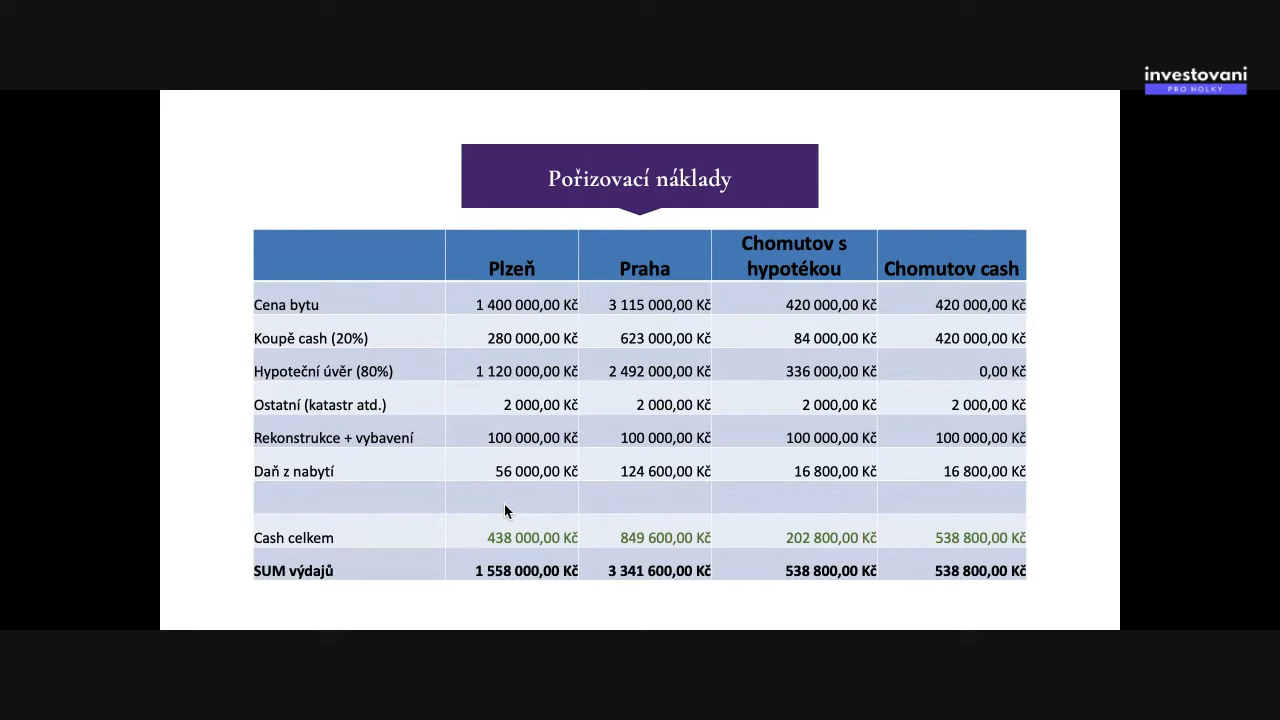 investovani
PRO HOLKY
Pořizovací náklady
Plzeň Praha Chomutov s hypotékou Chomutov cash
Cena bytu 1 400 000,00 Kč 3 115 000,00 Kč 420 000,00 Kč 420 000,00 Kč
Koupě cash (20%) 280 000,00 Kč 623 000,00 Kč 84 000,00 Kč 420 000,00 Kč
Hypoteční úvěr (80%) 1 120 000,00 Kč 2 492 000,00 Kč 336 000,00 Kč 0,00 Kč
Ostatní (katastr atd.) 2 000,00 Kč 2 000,00 Kč 2 000,00 Kč 2 000,00 Kč
Rekonstrukce + vybavení 100 000,00 Kč 100 000,00 Kč 100 000,00 Kč 100 000,00 Kč
Daň z nabytí 56 000,00 Kč 124 600,00 Kč 16 800,00 Kč 16 800,00 Kč
Cash celkem 438 000,00 Kč 849 600,00 Kč 202 800,00 Kč 538 800,00 Kč
SUM výdajů 1 558 000,00 Kč 3 341 600,00 Kč 538 800,00 Kč 538 800,00 Kč